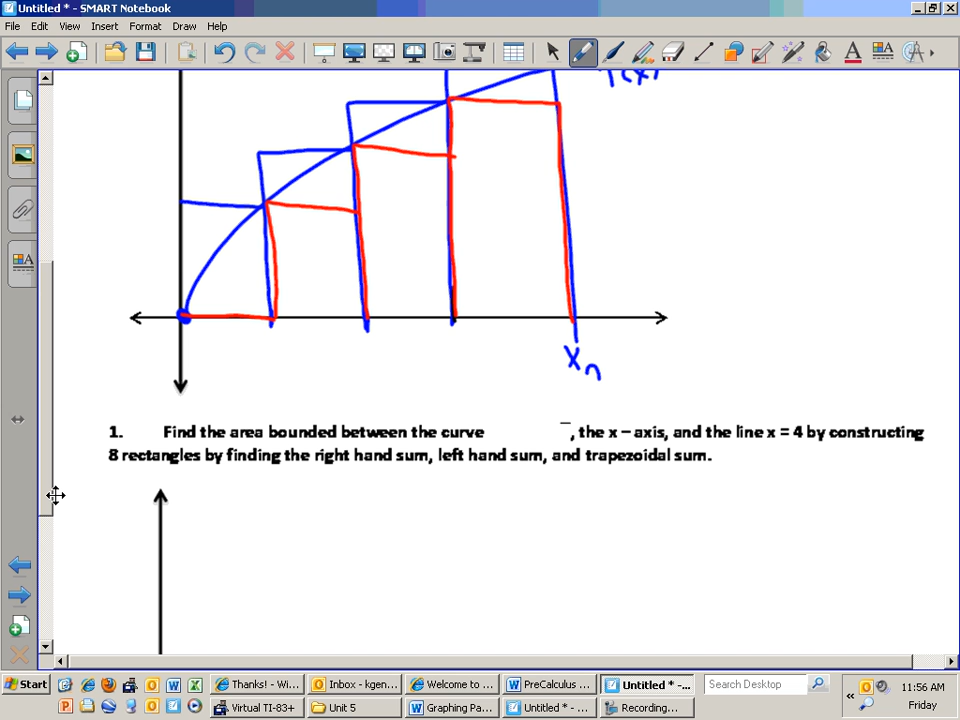 Untitled * - SMART Notebook
File Edit View Insert Format Draw Help
f(x)
xn
1. Find the area bounded between the curve ‾, the x – axis, and the line x = 4 by constructing
8 rectangles by finding the right hand sum, left hand sum, and trapezoidal sum.
Start
Thanks! - Wi...
Inbox - kgen...
Welcome to ...
PreCalculus ...
Untitled * -...
Search Desktop
11:56 AM
Virtual TI-83+
Unit 5
Graphing Pa...
Untitled * - ...
Recording...
Friday